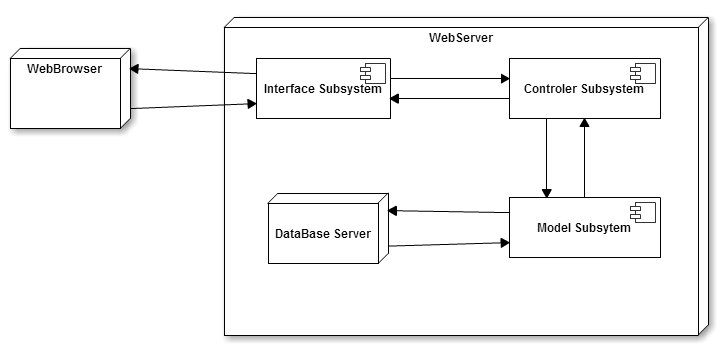 WebServer
WebBrowser
Interface Subsystem
Controler Subsystem
DataBase Server
Model Subsytem